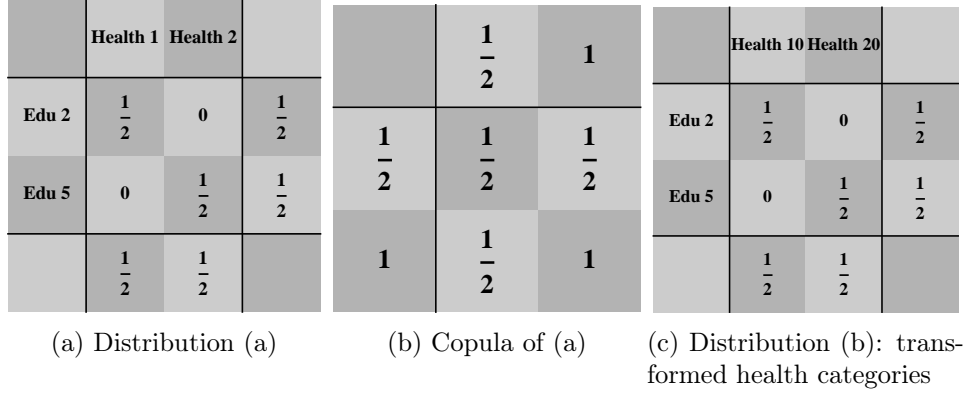 Health 1 Health 2
Edu 2 1/2 0 1/2
Edu 5 0 1/2 1/2
1/2 1/2
(a) Distribution (a)
1/2 1
1/2 1/2 1/2
1 1/2 1
(b) Copula of (a)
Health 10 Health 20
Edu 2 1/2 0 1/2
Edu 5 0 1/2 1/2
1/2 1/2
(c) Distribution (b): trans-
formed health categories